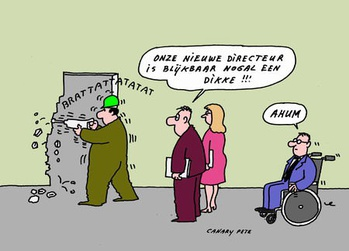 BRATTATTATATAT
ONZE NIEUWE DIRECTEUR
IS BLIJKBAAR NOGAL EEN
DIKKE !!!
AHUM
CANARY PETE